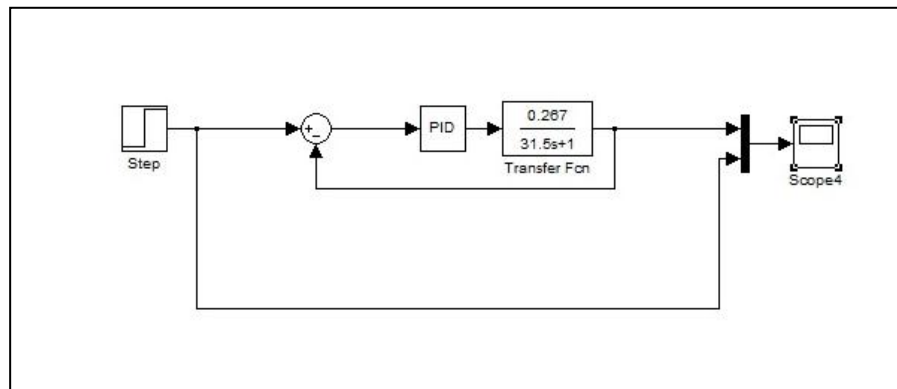 Step
+
−
PID
0.267
31.5s+1
Transfer Fcn
Scope4